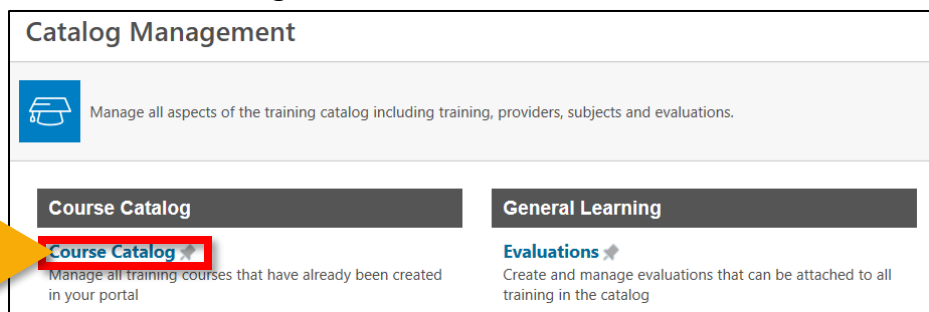 Catalog Management
Manage all aspects of the training catalog including training, providers, subjects and evaluations.
Course Catalog
Course Catalog
Manage all training courses that have already been created
in your portal
General Learning
Evaluations
Create and manage evaluations that can be attached to all
training in the catalog